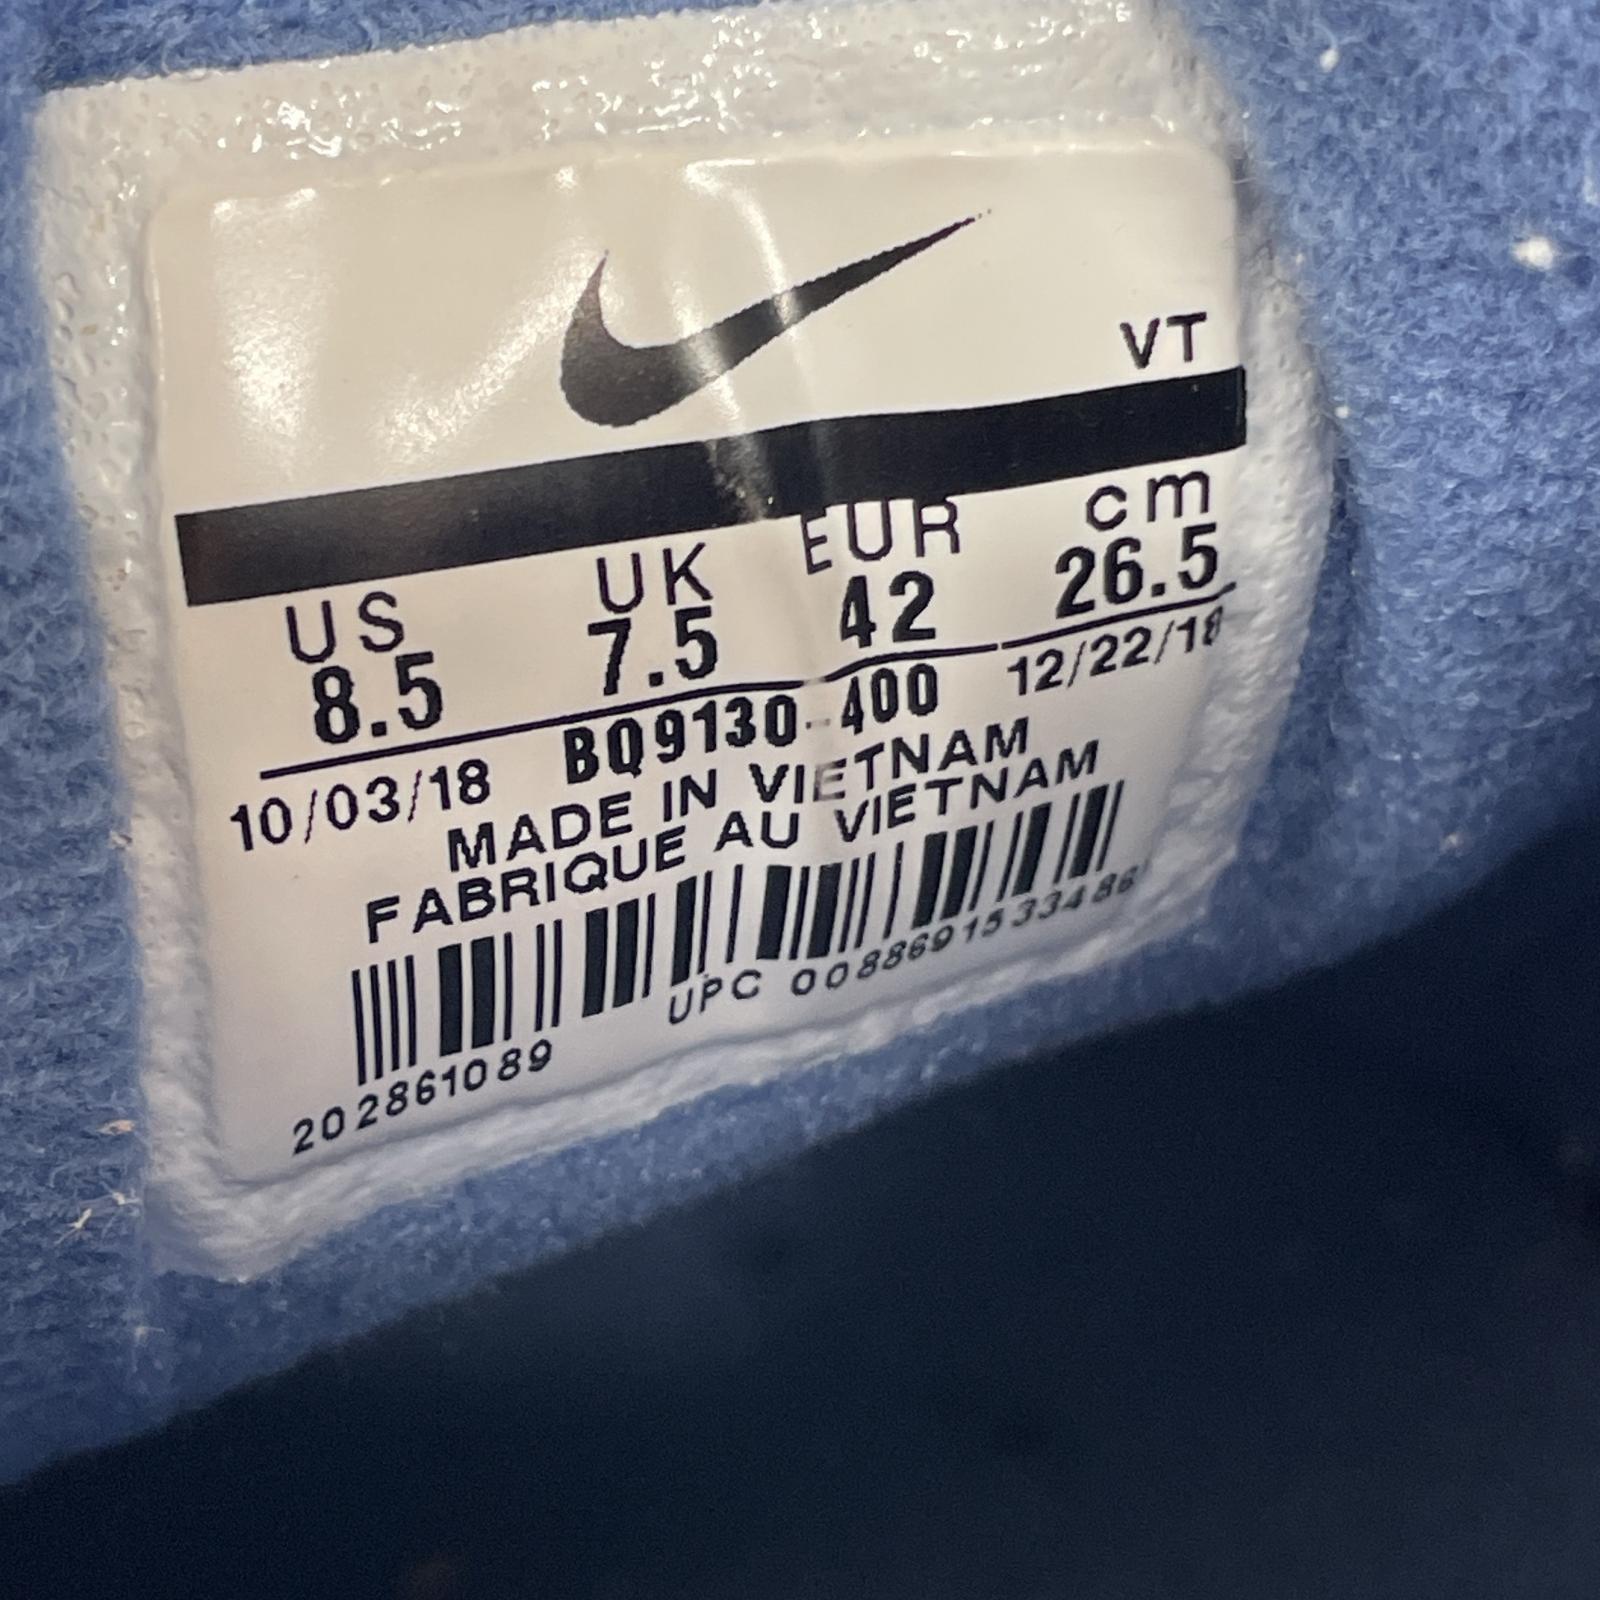 VT
US UK EUR cm
8.5 7.5 42 26.5
10/03/18 BQ9130-400 12/22/18
MADE IN VIETNAM
FABRIQUE AU VIETNAM
UPC 00886915334886
202861089